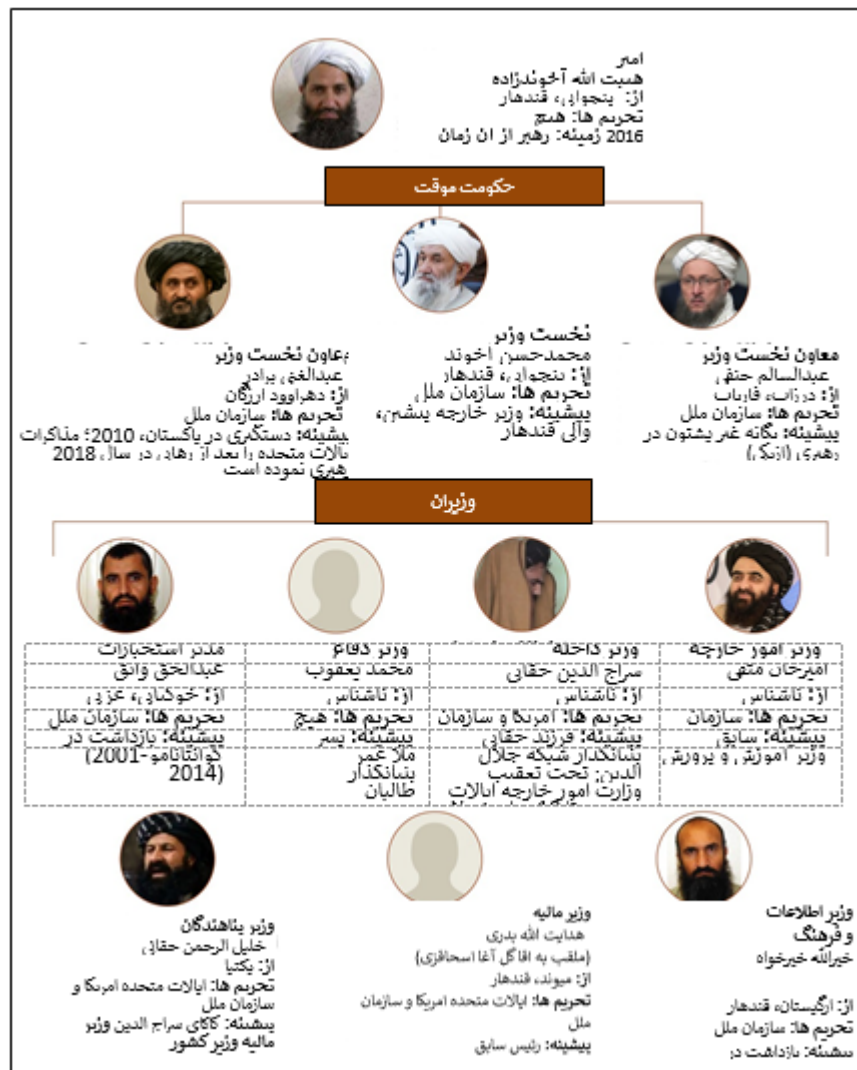 امیر
هیبت الله آخوندزاده
از: پنجوایی، قندهار
تحریم ها: هیچ
2016 زمینه: رهبر از ان زمان
حکومت موقت
معاون نخست وزیر
عبدالسالم حنفی
از: درزاب، فاریاب
تحریم ها: سازمان ملل
پیشینه: یگانه غیر پشتون در
رهبری (ازبک)
نخست وزیر
محمدحسن اخوند
از: پنجوایی، قندهار
تحریم ها: سازمان ملل
پیشینه: وزیر خارجه پیشین،
والی قندهار
معاون نخست وزیر
عبدالغنی برادر
از: دهراوود ارزگان
تحریم ها: سازمان ملل
پیشینه: دستگیری در پاکستان، 2010؛ مذاکرات
یالات متحده را بعد از رهایی در سال 2018
رهبری نموده است
وزیران
وزیر امور خارجه
امیرخان متقی
از: ناشناس
تحریم ها: سازمان
پیشینه: سابق
وزیر آموزش و پرورش
وزیر داخله
سراج الدین حقانی
از: ناشناس
تحریم ها: امریکا و سازمان
پیشینه: فرزند حقانی
بنیانگذار شبکه جلال
الدین: تحت تعقیب
وزارت امور خارجه ایالات
وزیر دفاع
محمد یعقوب
از: ناشناس
تحریم ها: هیچ
پیشینه: پسر
ملا عمر
بنیانگذار
طالبان
مدیر استخبارات
عبدالحق واثق
از: خوگیانی، غزنی
تحریم ها: سازمان ملل
پیشینه: بازداشت در
گوانتانامو (2001-
2014)
وزیر اطلاعات
و فرهنگ
خیرالله خیرخواه
از: ارگیستان، قندهار
تحریم ها: سازمان ملل
پیشینه: بازداشت در
وزیر مالیه
هدایت الله بدری
(ملقب به اقا گل آغا اسحاقزی)
از: میوند، قندهار
تحریم ها: ایالات متحده امریکا و سازمان
ملل
پیشینه: رئیس سابق
وزیر پناهندگان
خلیل الرحمن حقانی
از: پکتیا
تحریم ها: ایالات متحده امریکا و
سازمان ملل
پیشینه: کاکای سراج الدین وزیر
مالیه وزیر کشور